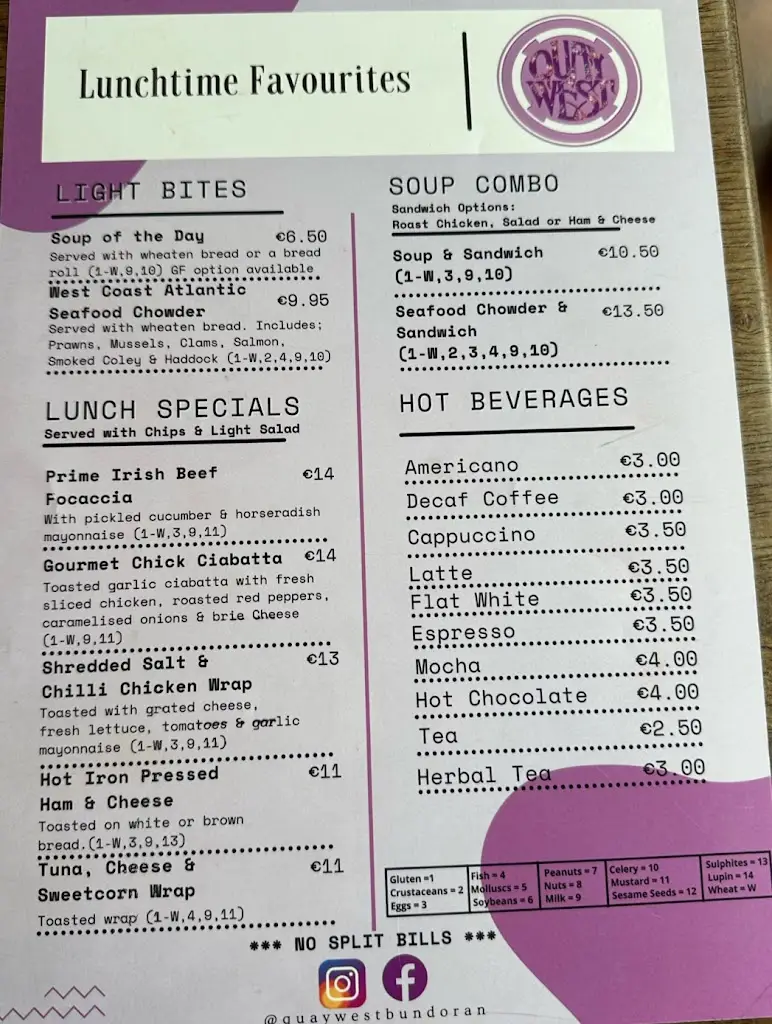 Lunchtime Favourites
QUAY
WEST
LIGHT BITES
Soup of the Day €6.50
Served with wheaten bread or a bread
roll (1-W,9,10) GF option available
West Coast Atlantic
Seafood Chowder €9.95
Served with wheaten bread. Includes;
Prawns, Mussels, Clams, Salmon,
Smoked Coley & Haddock (1-W,2,4,9,10)
LUNCH SPECIALS
Served with Chips & Light Salad
Prime Irish Beef €14
Focaccia
With pickled cucumber & horseradish
mayonnaise (1-W,3,9,11)
Gourmet Chick Ciabatta €14
Toasted garlic ciabatta with fresh
sliced chicken, roasted red peppers,
caramelised onions & brie Cheese
(1-W,9,11)
Shredded Salt & €13
Chilli Chicken Wrap
Toasted with grated cheese,
fresh lettuce, tomatoes & garlic
mayonnaise (1-W,3,9,11)
Hot Iron Pressed €11
Ham & Cheese
Toasted on white or brown
bread.(1-W,3,9,13)
Tuna, Cheese & €11
Sweetcorn Wrap
Toasted wrap (1-W,4,9,11)
SOUP COMBO
Sandwich Options:
Roast Chicken, Salad or Ham & Cheese
Soup & Sandwich €10.50
(1-W,3,9,10)
Seafood Chowder & €13.50
Sandwich
(1-W,2,3,4,9,10)
HOT BEVERAGES
Americano €3.00
Decaf Coffee €3.00
Cappuccino €3.50
Latte €3.50
Flat White €3.50
Espresso €3.50
Mocha €4.00
Hot Chocolate €4.00
Tea €2.50
Herbal Tea €3.00
Gluten =1
Crustaceans = 2
Eggs = 3
Fish = 4
Molluscs = 5
Soybeans = 6
Peanuts = 7
Nuts = 8
Milk = 9
Celery = 10
Mustard = 11
Sesame Seeds = 12
Sulphites = 13
Lupin = 14
Wheat = W
*** NO SPLIT BILLS ***
@quaywestbundoran